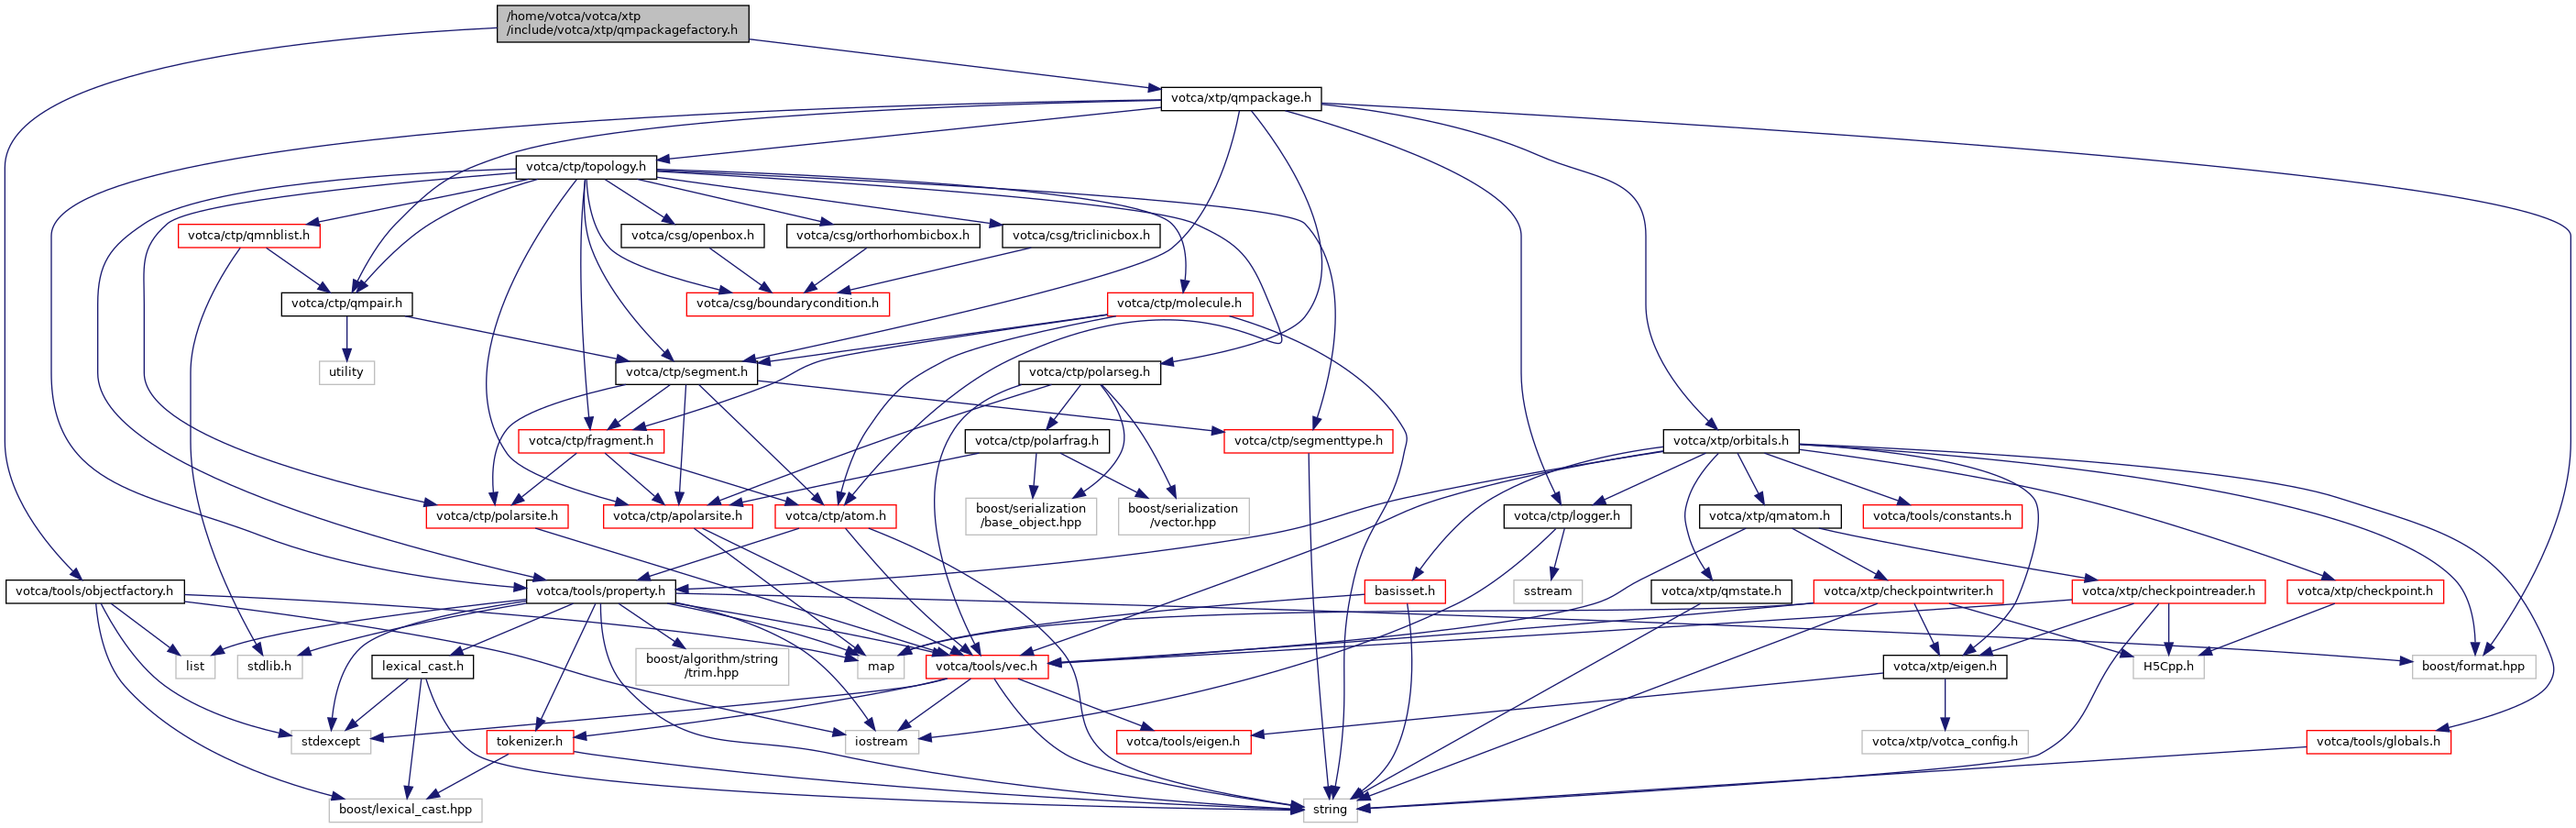 /home/votca/votca/xtp
/include/votca/xtp/qmpackagefactory.h
votca/xtp/qmpackage.h
votca/ctp/topology.h
votca/ctp/qmnblist.h
votca/csg/openbox.h
votca/csg/orthorhombicbox.h
votca/csg/triclinicbox.h
votca/ctp/qmpair.h
votca/csg/boundarycondition.h
votca/ctp/molecule.h
utility
votca/ctp/segment.h
votca/ctp/polarseg.h
votca/ctp/fragment.h
votca/ctp/polarfrag.h
votca/ctp/segmenttype.h
votca/xtp/orbitals.h
votca/ctp/polarsite.h
votca/ctp/apolarsite.h
votca/ctp/atom.h
boost/serialization
/base_object.hpp
boost/serialization
/vector.hpp
votca/ctp/logger.h
votca/xtp/qmatom.h
votca/tools/constants.h
votca/tools/objectfactory.h
votca/tools/property.h
basisset.h
sstream
votca/xtp/qmstate.h
votca/xtp/checkpointwriter.h
votca/xtp/checkpointreader.h
votca/xtp/checkpoint.h
list
stdlib.h
lexical_cast.h
boost/algorithm/string
/trim.hpp
map
votca/tools/vec.h
votca/xtp/eigen.h
H5Cpp.h
boost/format.hpp
stdexcept
tokenizer.h
iostream
votca/tools/eigen.h
votca/xtp/votca_config.h
votca/tools/globals.h
boost/lexical_cast.hpp
string